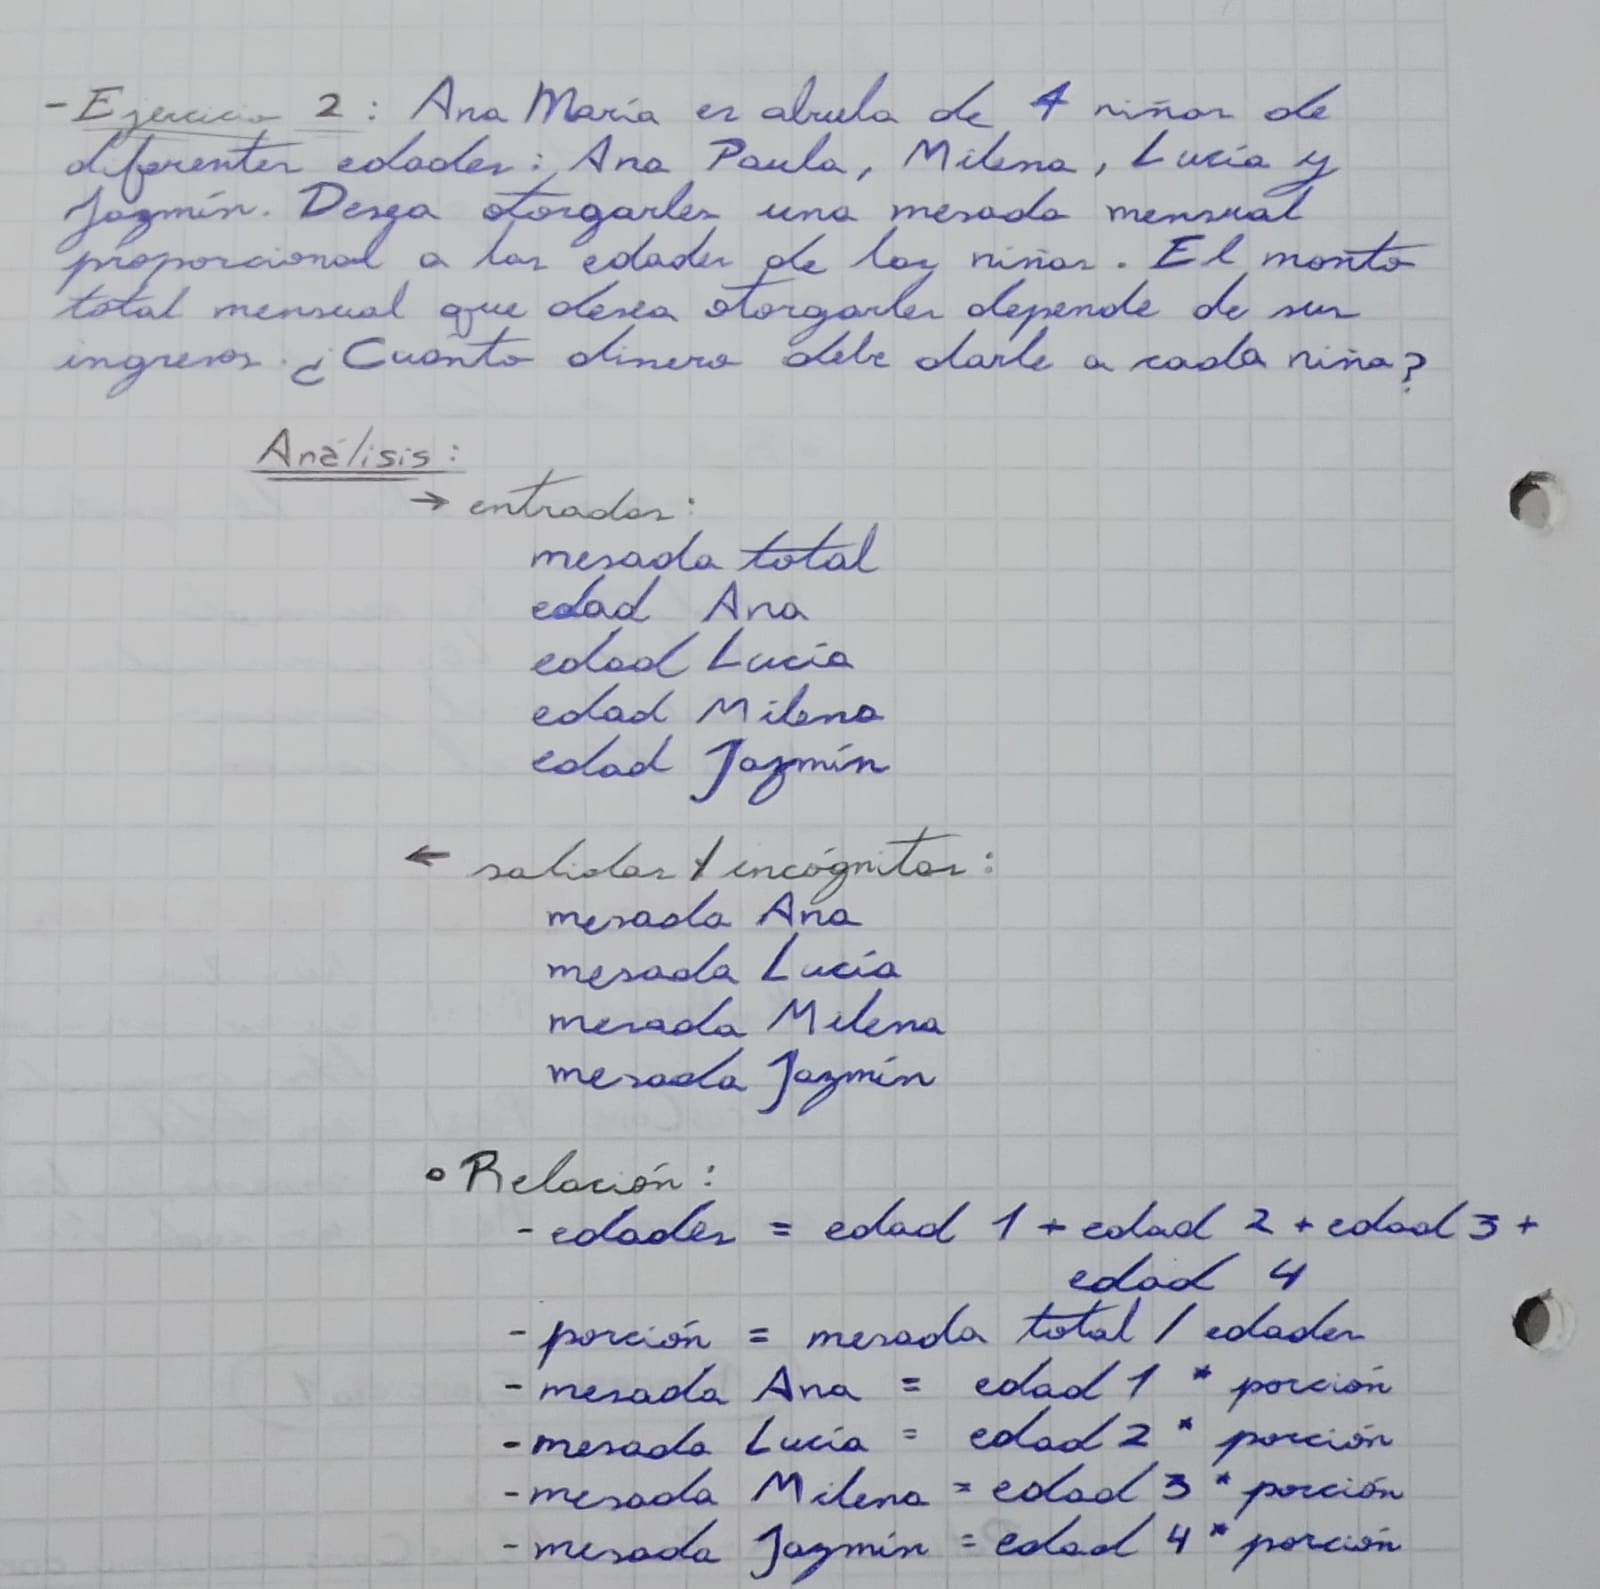 - Ejercicio 2: Ana María es abuela de 4 niñas de
diferentes edades: Ana Paula, Milena, Lucía y
Jazmín. Desea otorgarles una mesada mensual
proporcional a las edades de las niñas. El monto
total mensual que desea otorgarles depende de sus
ingresos. ¿Cuánto dinero debe darle a cada niña?
Análisis:
→ entradas:
mesada total
edad Ana
edad Lucía
edad Milena
edad Jazmín
← salidas / incógnitas:
mesada Ana
mesada Lucía
mesada Milena
mesada Jazmín
• Relación:
- edades = edad 1 + edad 2 + edad 3 +
edad 4
- porción = mesada total / edades
- mesada Ana = edad 1 * porción
- mesada Lucía = edad 2 * porción
- mesada Milena = edad 3 * porción
- mesada Jazmín = edad 4 * porción